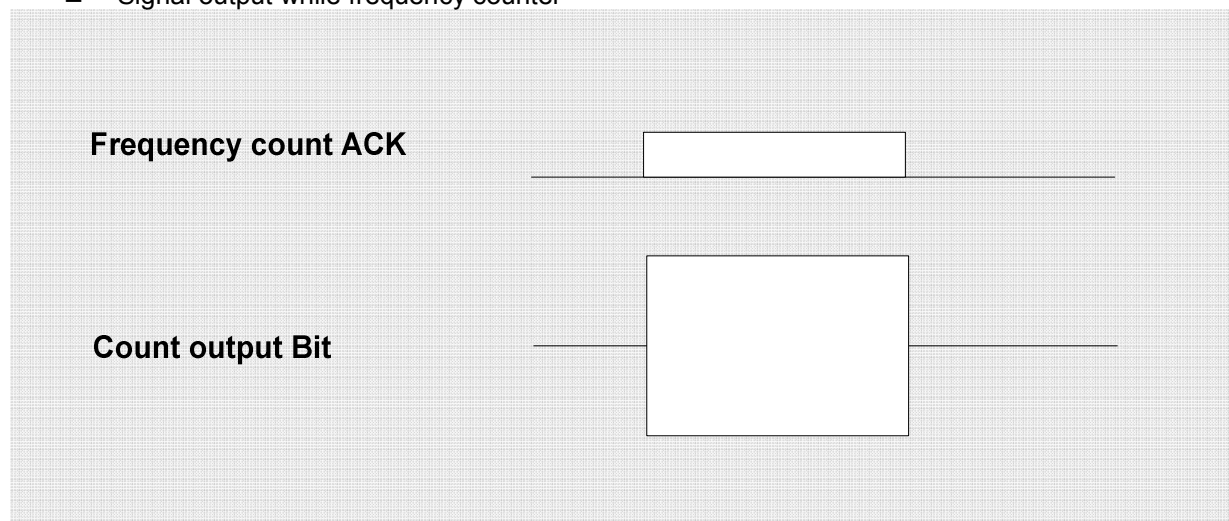 Signal output while frequency counter
Frequency count ACK
Count output Bit